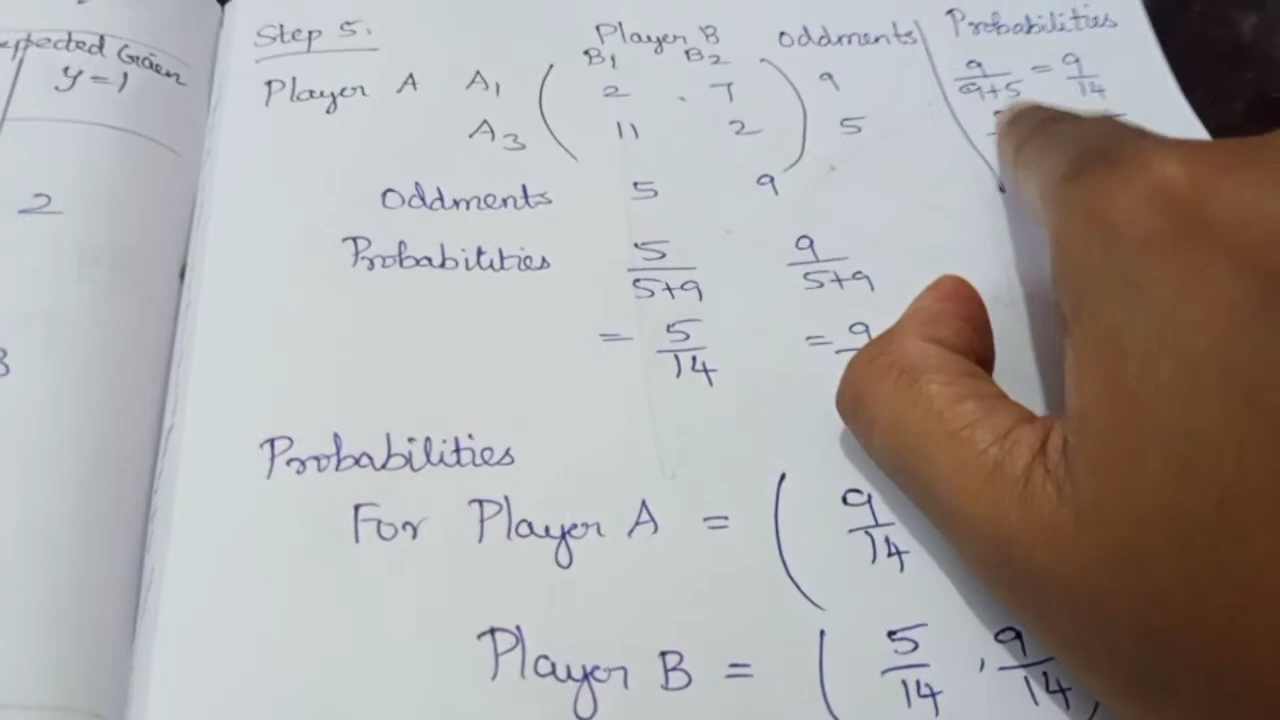 epected Gain
y=1
2
Step 5:
Player B
Oddments
Probabilities
B1 B2
Player A A1 2 . 7 9 9/9+5 = 9/14
A3 11 2 5
Oddments 5 9
Probabilities 5/5+9 9/5+9
= 5/14 = 9
Probabilities
For Player A = ( 9/14
Player B = ( 5/14 , 9/14 )